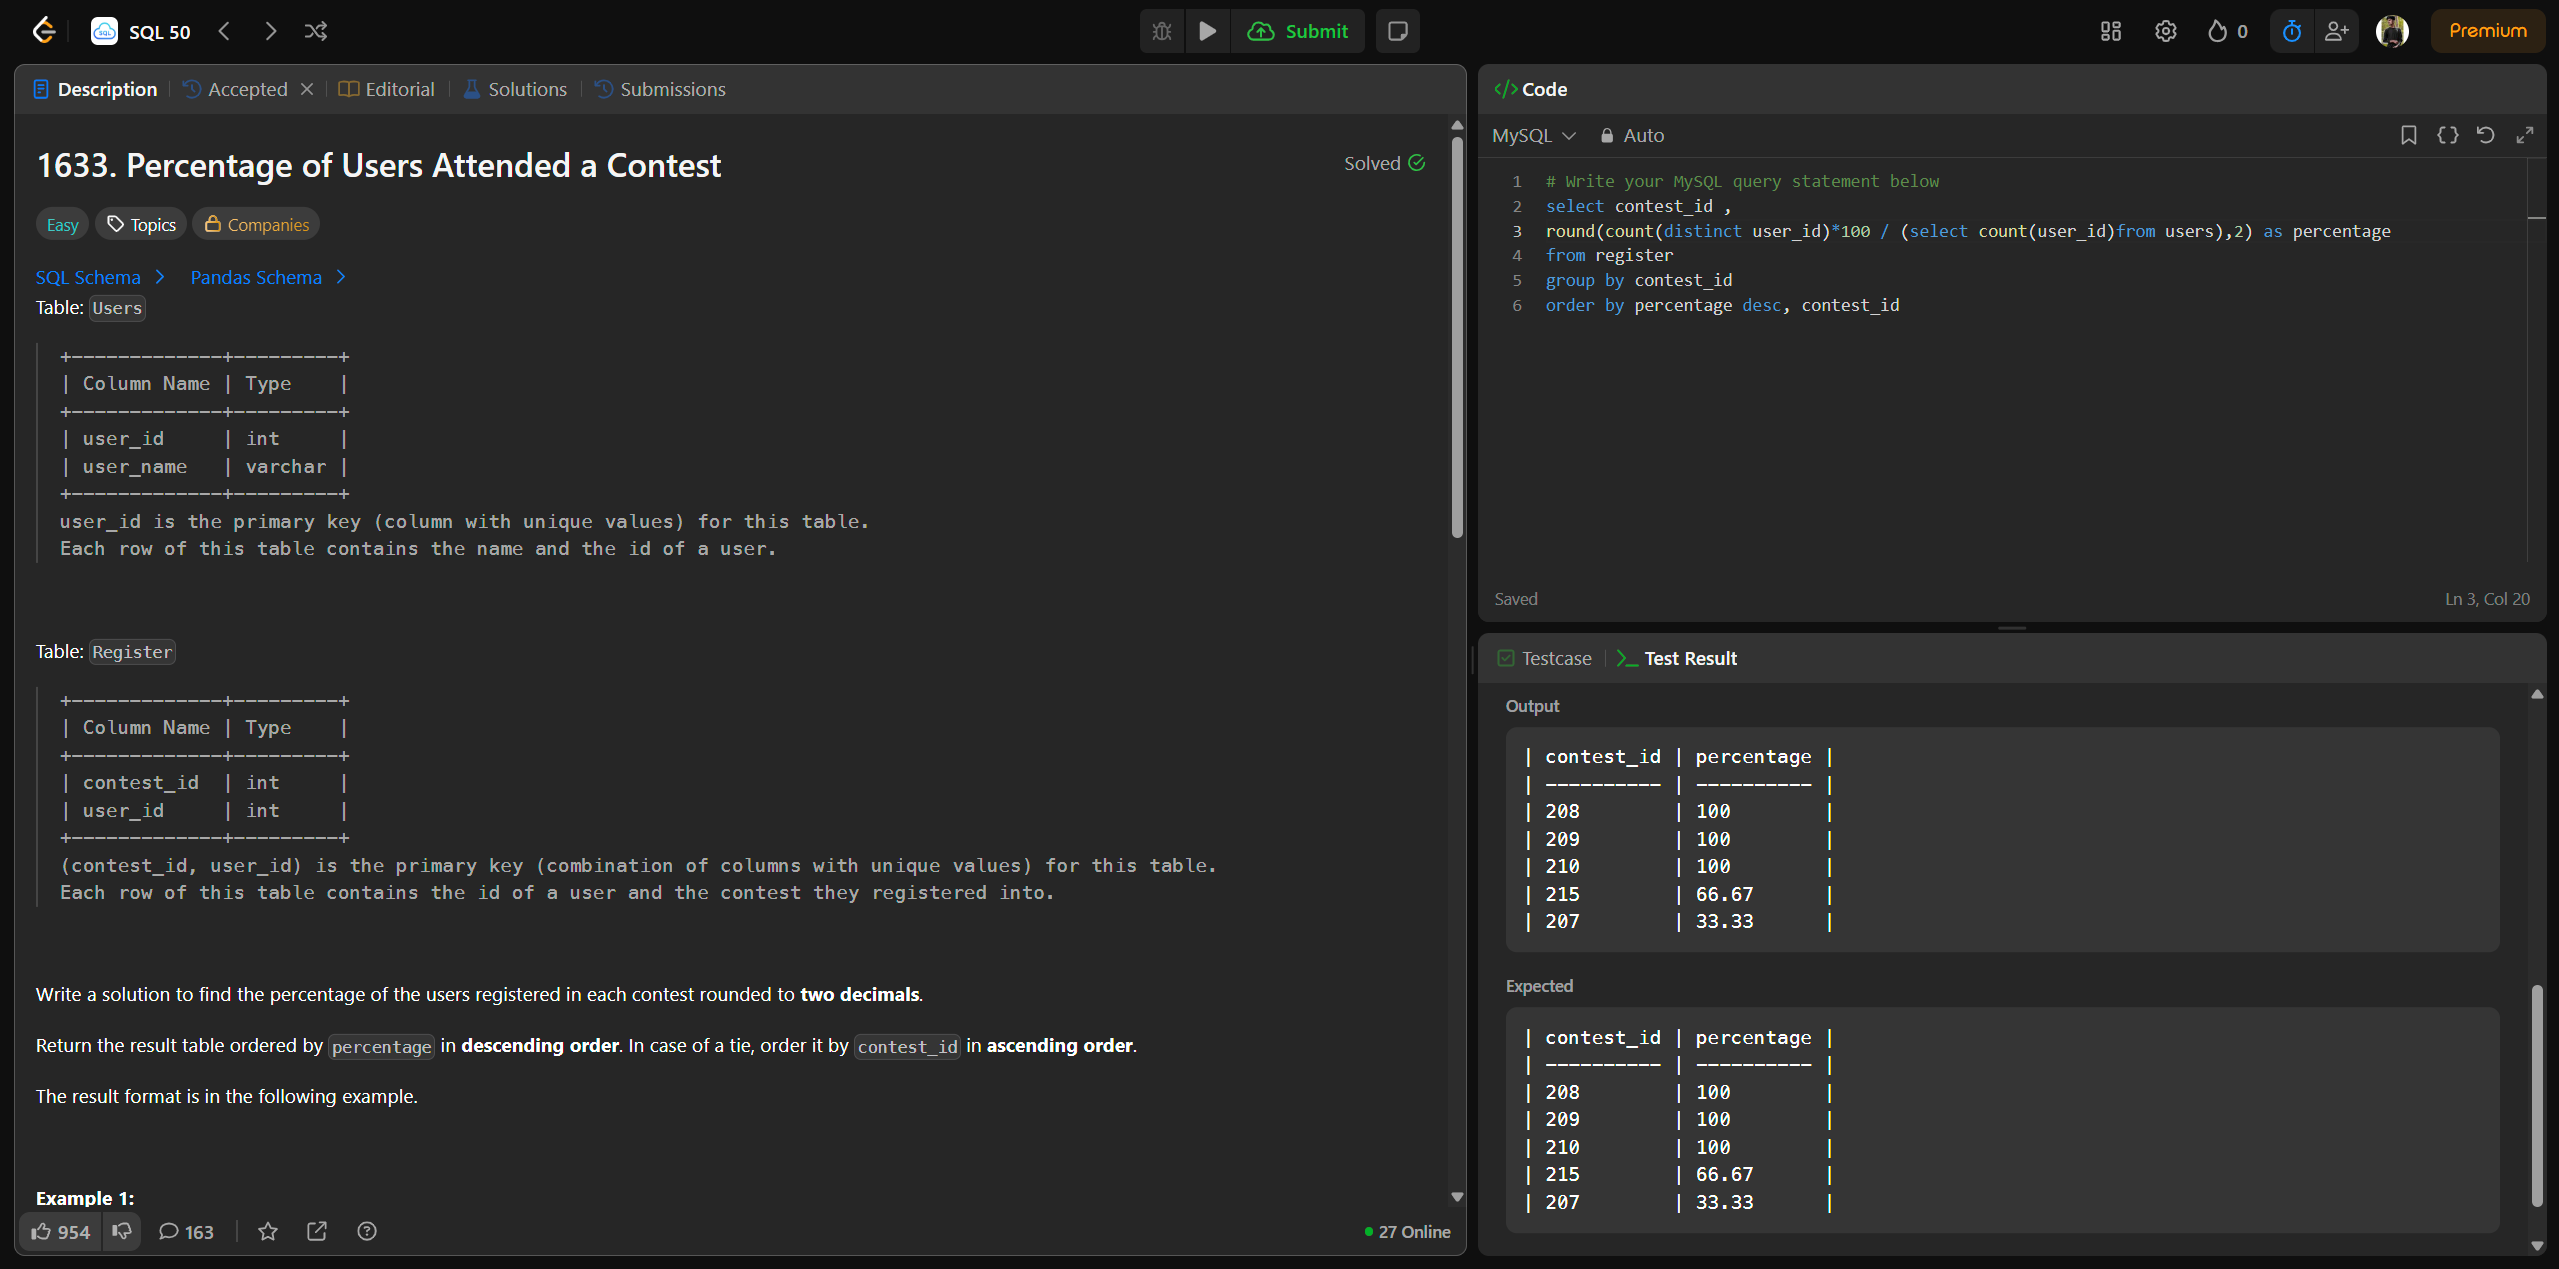 SQL 50
Submit
0
Premium
Description
Accepted
Editorial
Solutions
Submissions
1633. Percentage of Users Attended a Contest
Solved
Easy
Topics
Companies
SQL Schema
Pandas Schema
Table: Users
+-------------+---------+
| Column Name | Type    |
+-------------+---------+
| user_id     | int     |
| user_name   | varchar |
+-------------+---------+
user_id is the primary key (column with unique values) for this table.
Each row of this table contains the name and the id of a user.
Table: Register
+-------------+---------+
| Column Name | Type    |
+-------------+---------+
| contest_id  | int     |
| user_id     | int     |
+-------------+---------+
(contest_id, user_id) is the primary key (combination of columns with unique values) for this table.
Each row of this table contains the id of a user and the contest they registered into.
Write a solution to find the percentage of the users registered in each contest rounded to two decimals.
Return the result table ordered by percentage in descending order. In case of a tie, order it by contest_id in ascending order.
The result format is in the following example.
Example 1:
954
163
27 Online
</> Code
MySQL
Auto
1 # Write your MySQL query statement below
2 select contest_id ,
3 round(count(distinct user_id)*100 / (select count(user_id)from users),2) as percentage
4 from register
5 group by contest_id
6 order by percentage desc, contest_id
Saved
Ln 3, Col 20
Testcase
Test Result
Output
| contest_id | percentage |
| ---------- | ---------- |
| 208        | 100        |
| 209        | 100        |
| 210        | 100        |
| 215        | 66.67      |
| 207        | 33.33      |
Expected
| contest_id | percentage |
| ---------- | ---------- |
| 208        | 100        |
| 209        | 100        |
| 210        | 100        |
| 215        | 66.67      |
| 207        | 33.33      |